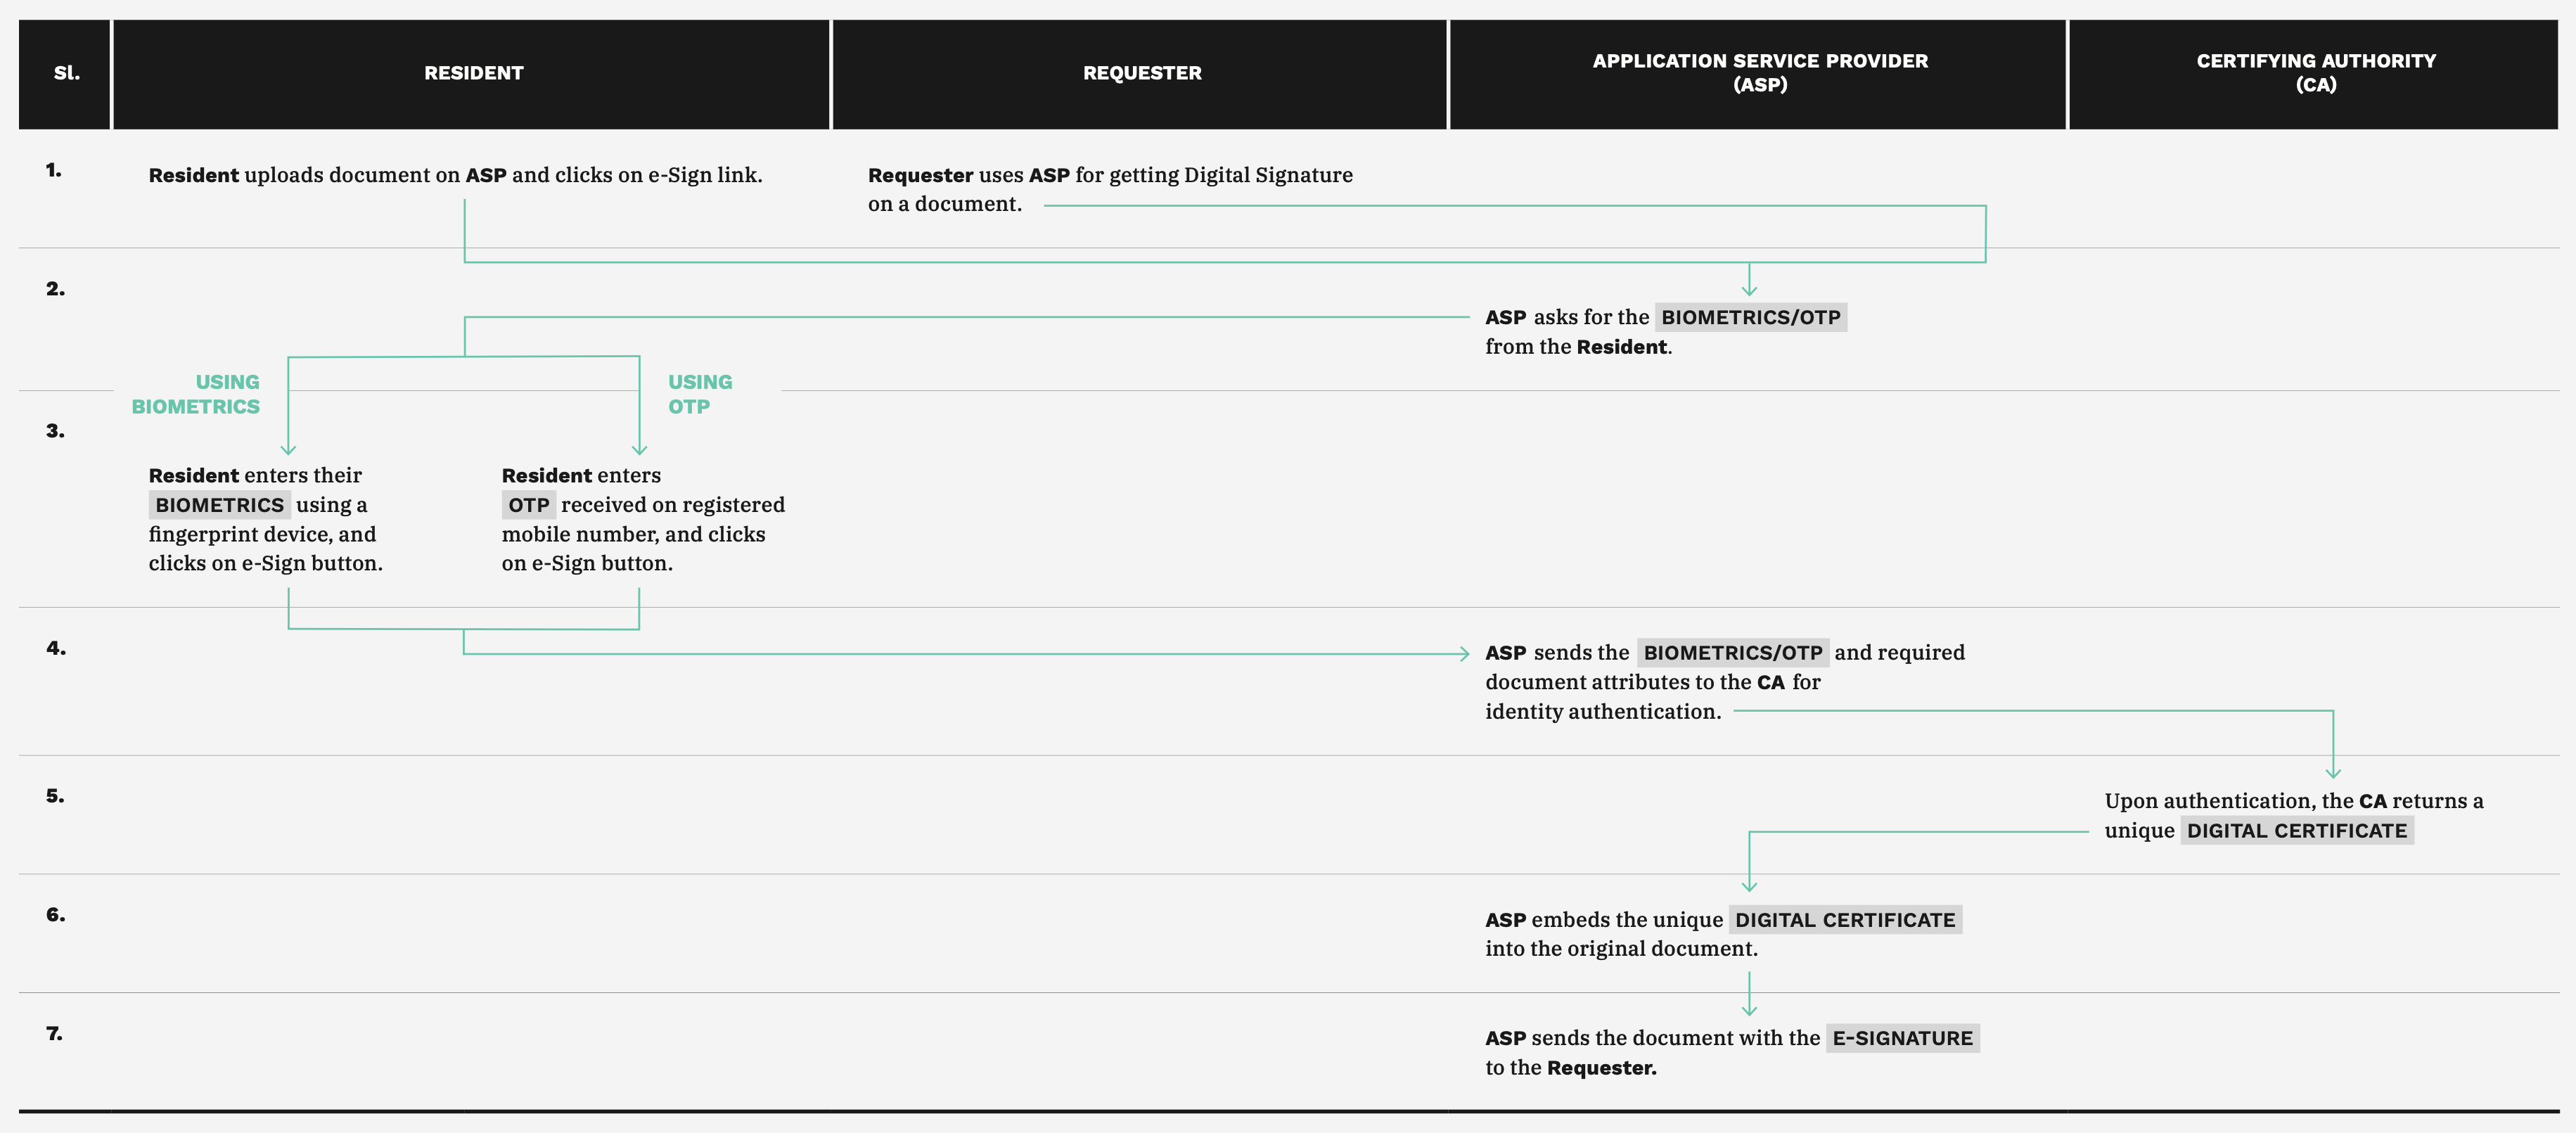 Sl.
RESIDENT
REQUESTER
APPLICATION SERVICE PROVIDER
(ASP)
CERTIFYING AUTHORITY
(CA)
1.
Resident uploads document on ASP and clicks on e-Sign link.
Requester uses ASP for getting Digital Signature
on a document.
2.
ASP asks for the BIOMETRICS/OTP
from the Resident.
USING
BIOMETRICS
USING
OTP
3.
Resident enters their
BIOMETRICS using a
fingerprint device, and
clicks on e-Sign button.
Resident enters
OTP received on registered
mobile number, and clicks
on e-Sign button.
4.
ASP sends the BIOMETRICS/OTP and required
document attributes to the CA for
identity authentication.
5.
Upon authentication, the CA returns a
unique DIGITAL CERTIFICATE
6.
ASP embeds the unique DIGITAL CERTIFICATE
into the original document.
7.
ASP sends the document with the E-SIGNATURE
to the Requester.